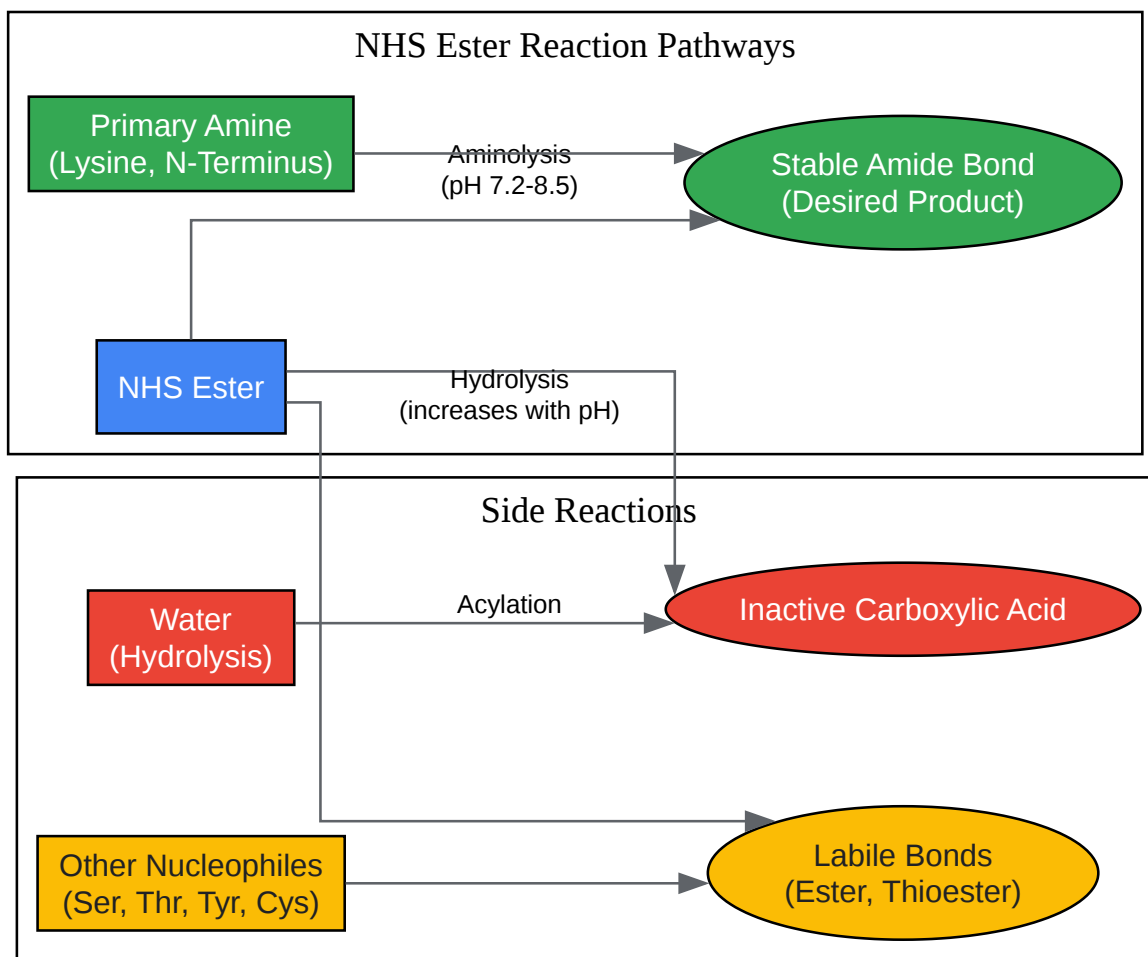 NHS Ester Reaction Pathways
Primary Amine
(Lysine, N-Terminus)
Aminolysis
(pH 7.2-8.5)
Stable Amide Bond
(Desired Product)
NHS Ester
Hydrolysis
(increases with pH)
Side Reactions
Water
(Hydrolysis)
Acylation
Inactive Carboxylic Acid
Other Nucleophiles
(Ser, Thr, Tyr, Cys)
Labile Bonds
(Ester, Thioester)